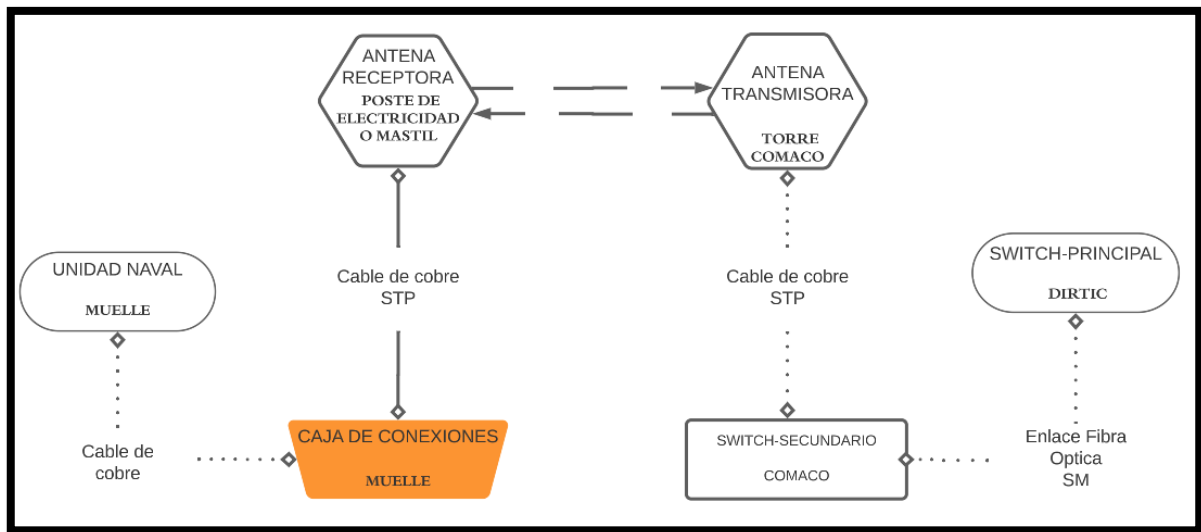 ANTENA
RECEPTORA
POSTE DE
ELECTRICIDAD
O MASTIL
ANTENA
TRANSMISORA
TORRE
COMACO
Cable de cobre
STP
Cable de cobre
STP
UNIDAD NAVAL
MUELLE
SWITCH-PRINCIPAL
DIRTIC
Cable de
cobre
CAJA DE CONEXIONES
MUELLE
SWITCH-SECUNDARIO
COMACO
Enlace Fibra
Optica
SM